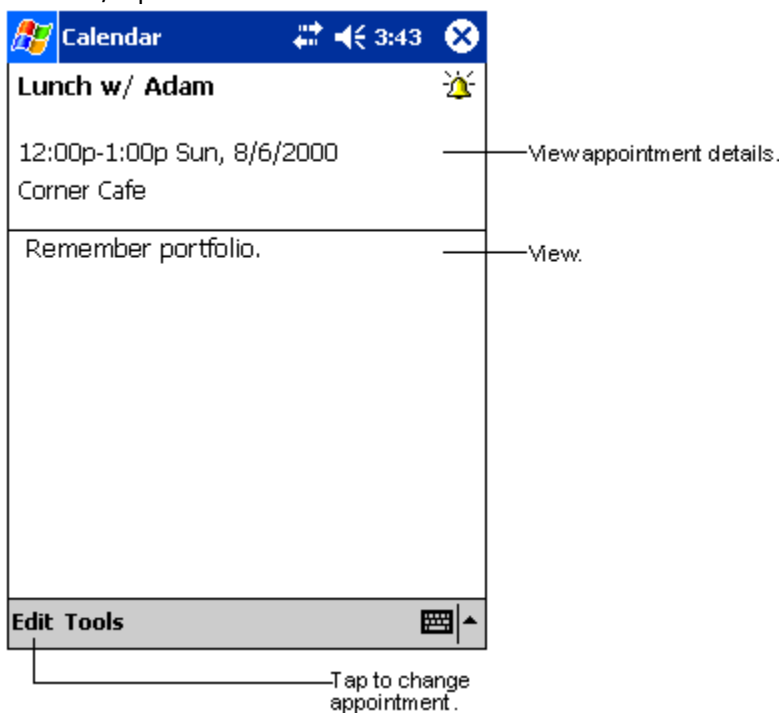 Calendar 3:43
Lunch w/ Adam
12:00p-1:00p Sun, 8/6/2000
View appointment details.
Corner Cafe
Remember portfolio.
View.
Edit Tools
Tap to change
appointment.